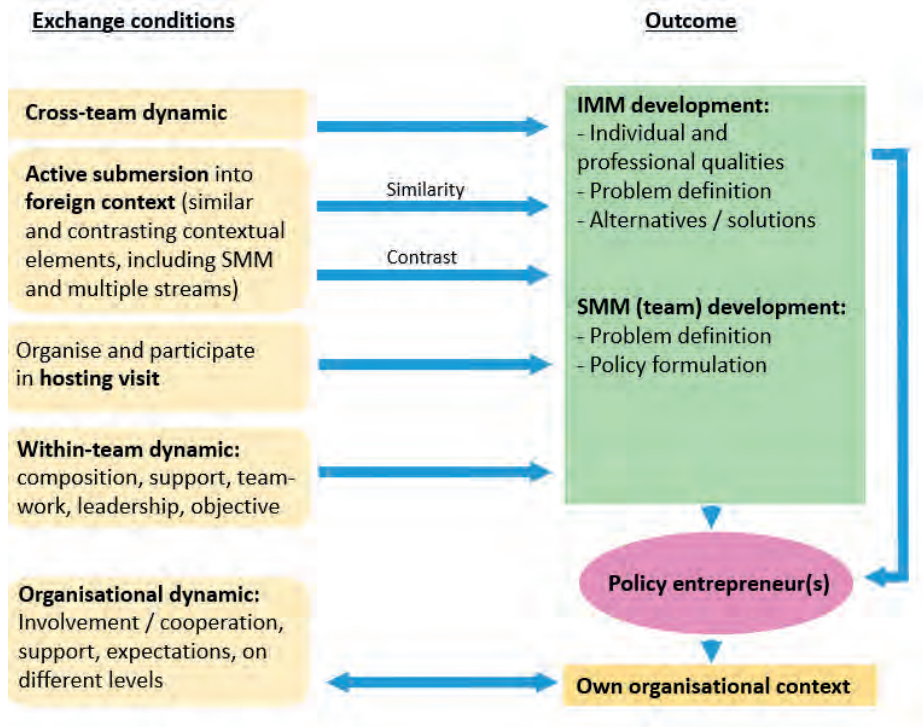 Exchange conditions
Outcome
Cross-team dynamic
Active submersion into
foreign context (similar
and contrasting contextual
elements, including SMM
and multiple streams)
Organise and participate
in hosting visit
Within-team dynamic:
composition, support, team-
work, leadership, objective
Organisational dynamic:
Involvement / cooperation,
support, expectations, on
different levels
Similarity
Contrast
IMM development:
- Individual and
professional qualities
- Problem definition
- Alternatives / solutions
SMM (team) development:
- Problem definition
- Policy formulation
Policy entrepreneur(s)
Own organisational context